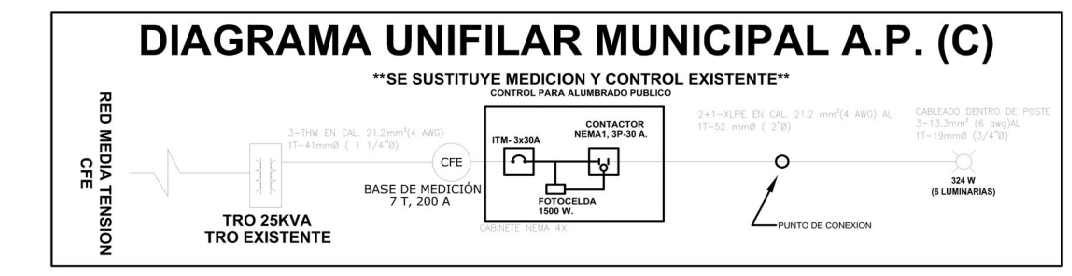 DIAGRAMA UNIFILAR MUNICIPAL A.P. (C)
**SE SUSTITUYE MEDICION Y CONTROL EXISTENTE**
CONTROL PARA ALUMBRADO PUBLICO
RED MEDIA TENSION
CFE
3-THW EN CAL. 21.2mm²(4 AWG)
1T-41mmØ ( 1 1/4"Ø)
TRO 25KVA
TRO EXISTENTE
CFE
BASE DE MEDICIÓN
7 T, 200 A
ITM-3x30A
CONTACTOR
NEMA1, 3P-30 A.
FOTOCELDA
1500 W.
GABINETE NEMA 4X
2+1-XLPE EN CAL. 21.2 mm²(4 AWG) AL
1T-52 mmØ ( 2"Ø)
PUNTO DE CONEXION
CABLEADO DENTRO DE POSTE
3-13.3mm² (6 awg)AL
1T-19mmØ (3/4"Ø)
324 W
(6 LUMINARIAS)